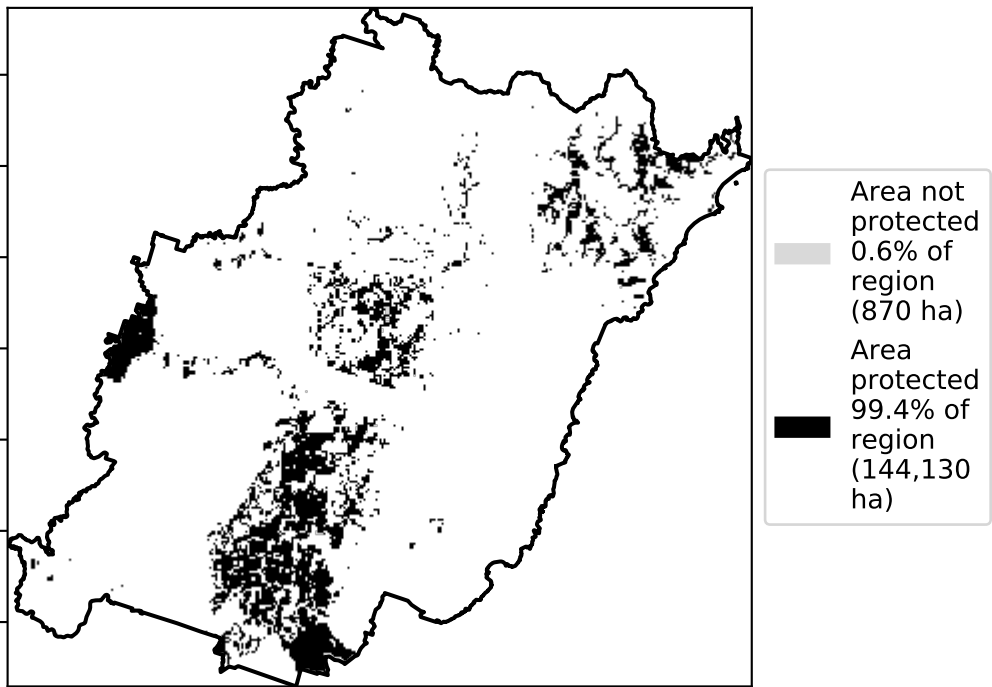 Area not
protected
0.6% of
region
(870 ha)
Area
protected
99.4% of
region
(144,130
ha)